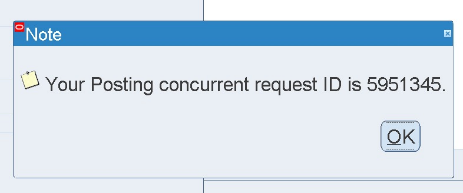 Note
Your Posting concurrent request ID is 5951345.
OK